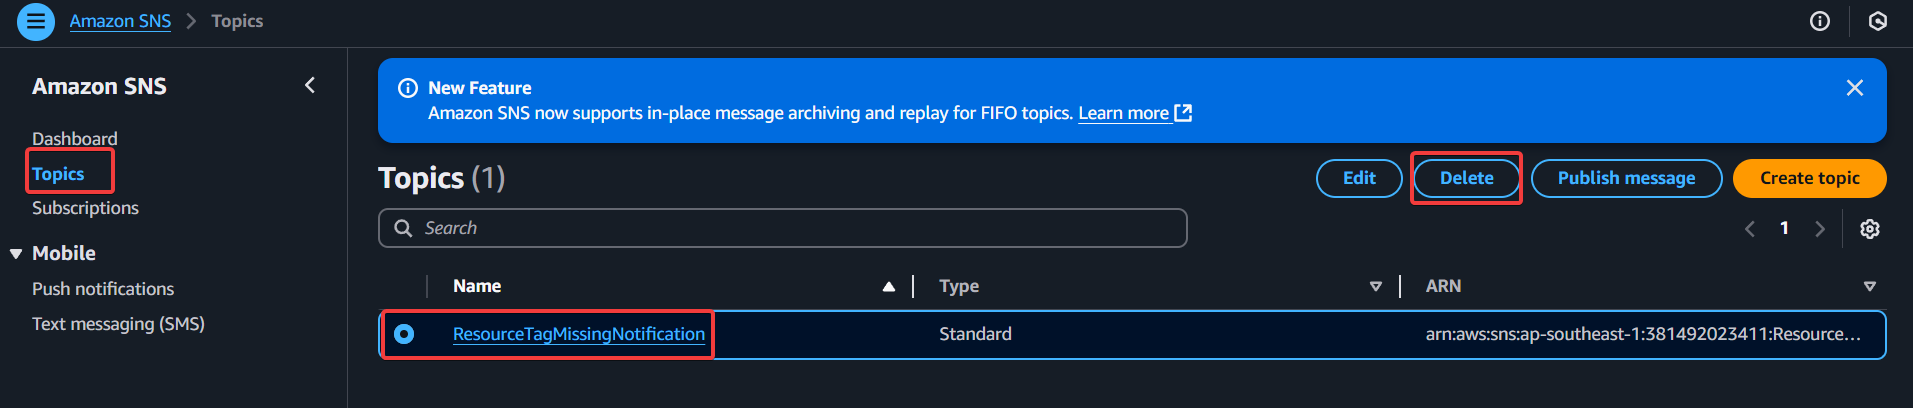 Amazon SNS > Topics
Amazon SNS
Dashboard
Topics
Subscriptions
Mobile
Push notifications
Text messaging (SMS)
New Feature
Amazon SNS now supports in-place message archiving and replay for FIFO topics. Learn more
Topics (1)
Edit
Delete
Publish message
Create topic
Search
1
Name
Type
ARN
ResourceTagMissingNotification
Standard
arn:aws:sns:ap-southeast-1:381492023411:Resource...